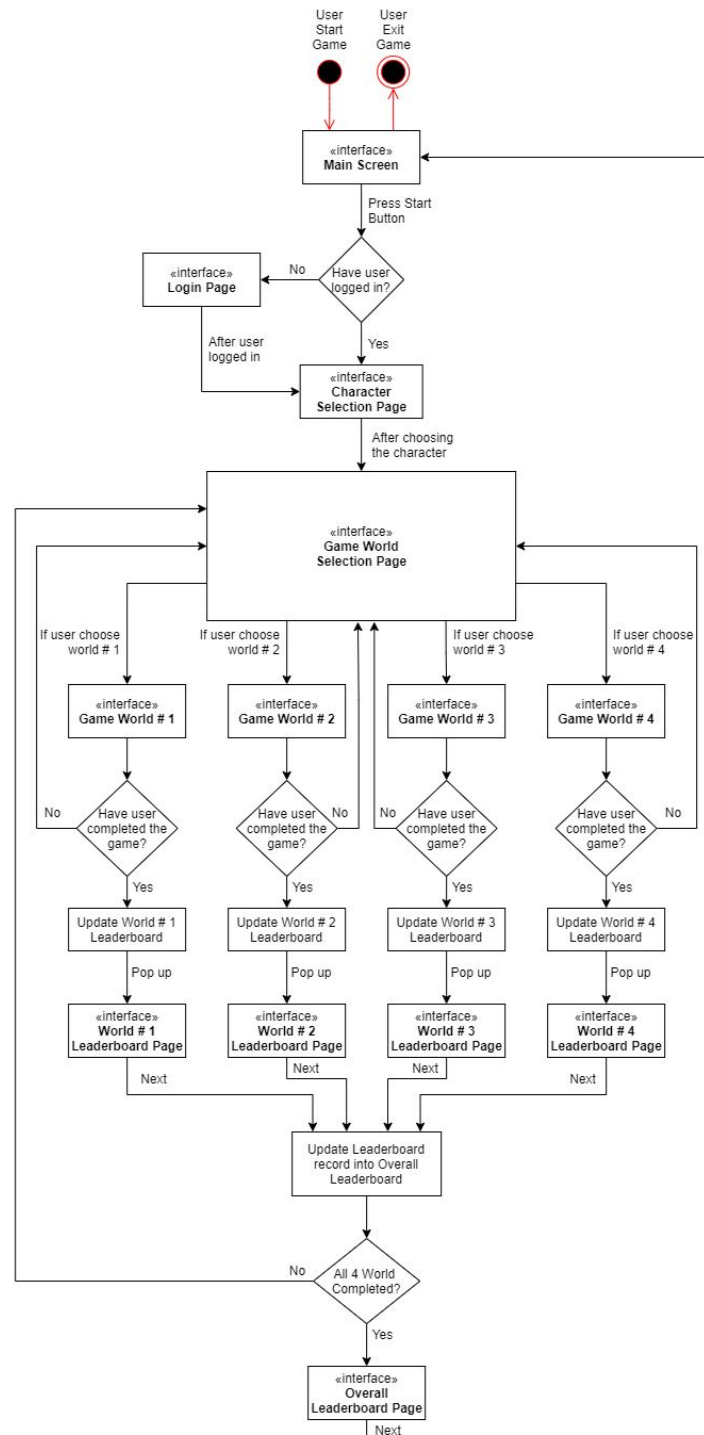 User
Start
Game
User
Exit
Game
«interface»
Main Screen
Press Start
Button
Have user
logged in?
No
«interface»
Login Page
After user
logged in
Yes
«interface»
Character
Selection Page
After choosing
the character
«interface»
Game World
Selection Page
If user choose
world # 1
If user choose
world # 2
If user choose
world # 3
If user choose
world # 4
«interface»
Game World # 1
«interface»
Game World # 2
«interface»
Game World # 3
«interface»
Game World # 4
No
Have user
completed the
game?
Have user
completed the
game?
No
No
Have user
completed the
game?
Have user
completed the
game?
No
Yes
Yes
Yes
Yes
Update World # 1
Leaderboard
Update World # 2
Leaderboard
Update World # 3
Leaderboard
Update World # 4
Leaderboard
Pop up
Pop up
Pop up
Pop up
«interface»
World # 1
Leaderboard Page
«interface»
World # 2
Leaderboard Page
«interface»
World # 3
Leaderboard Page
«interface»
World # 4
Leaderboard Page
Next
Next
Next
Next
Update Leaderboard
record into Overall
Leaderboard
No
All 4 World
Completed?
Yes
«interface»
Overall
Leaderboard Page
Next